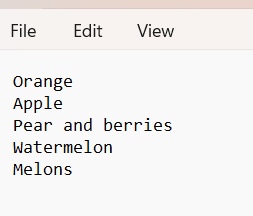 File Edit View
Orange
Apple
Pear and berries
Watermelon
Melons